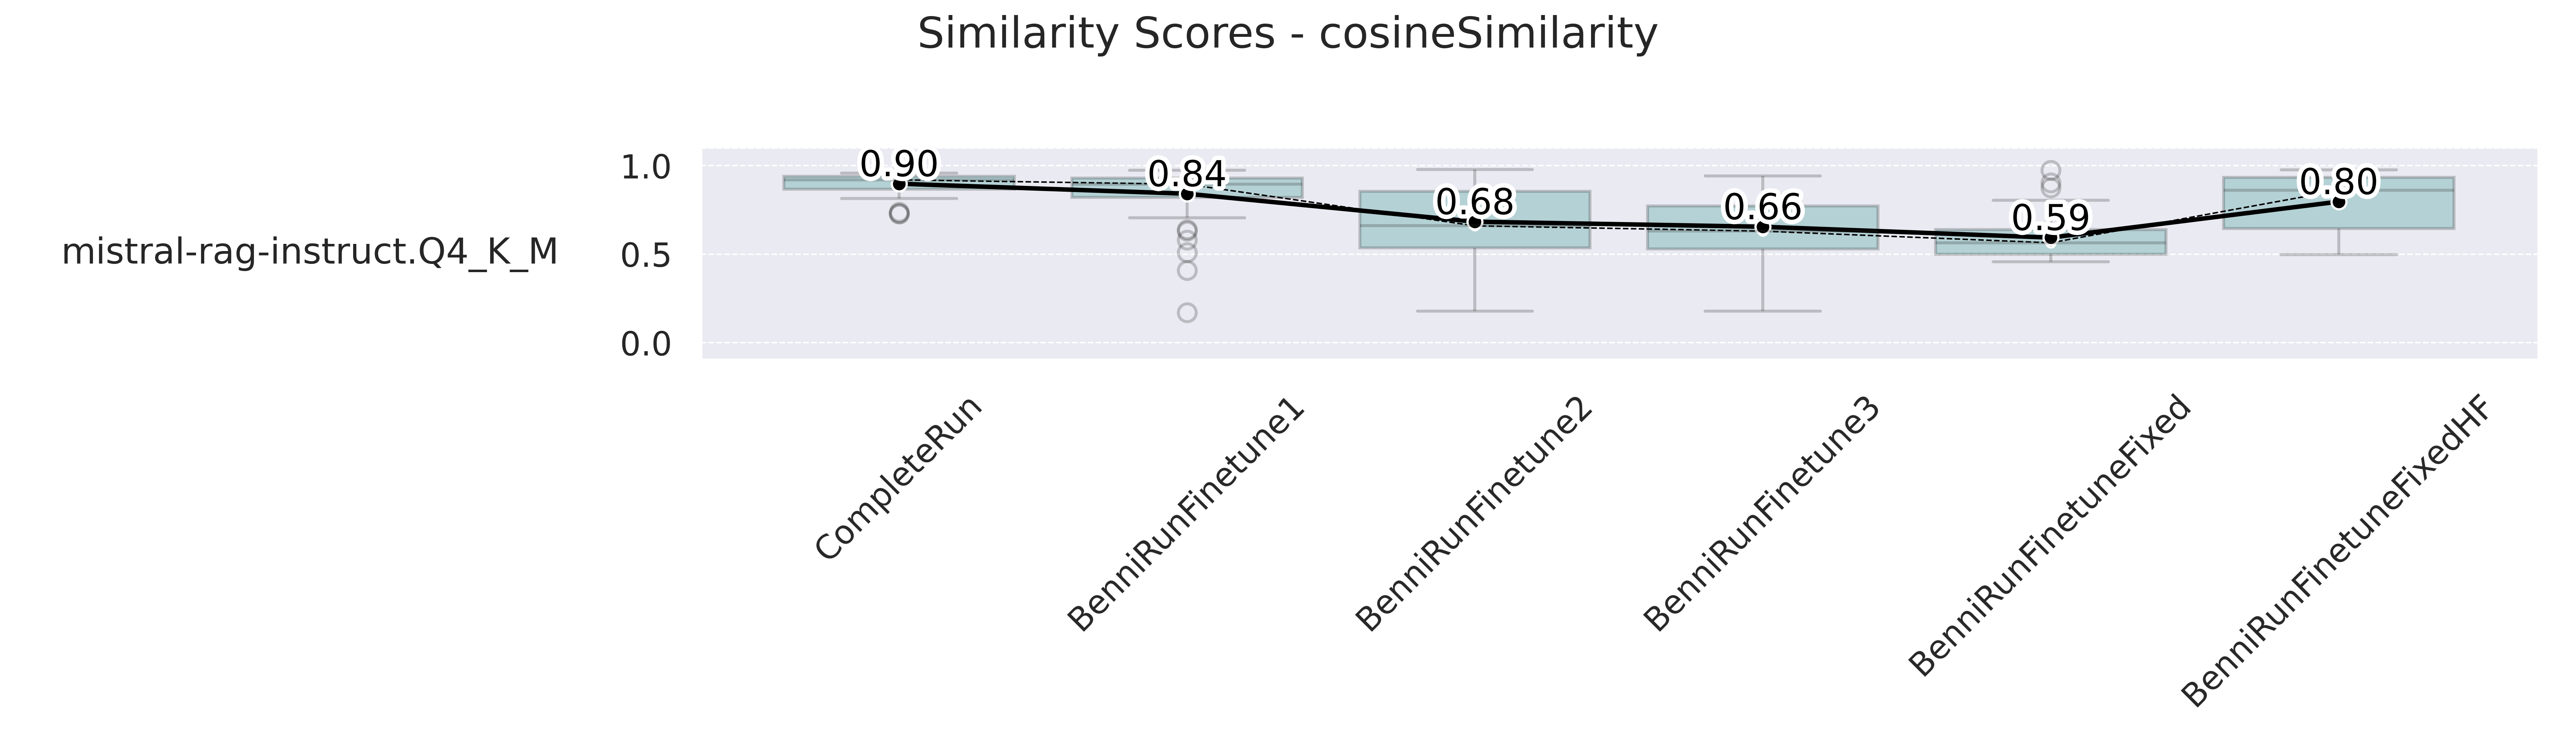 Similarity Scores - cosineSimilarity
mistral-rag-instruct.Q4_K_M
1.0
0.5
0.0
0.90
0.84
0.68
0.66
0.59
0.80
CompleteRun
BenniRunFinetune1
BenniRunFinetune2
BenniRunFinetune3
BenniRunFinetuneFixed
BenniRunFinetuneFixedHF